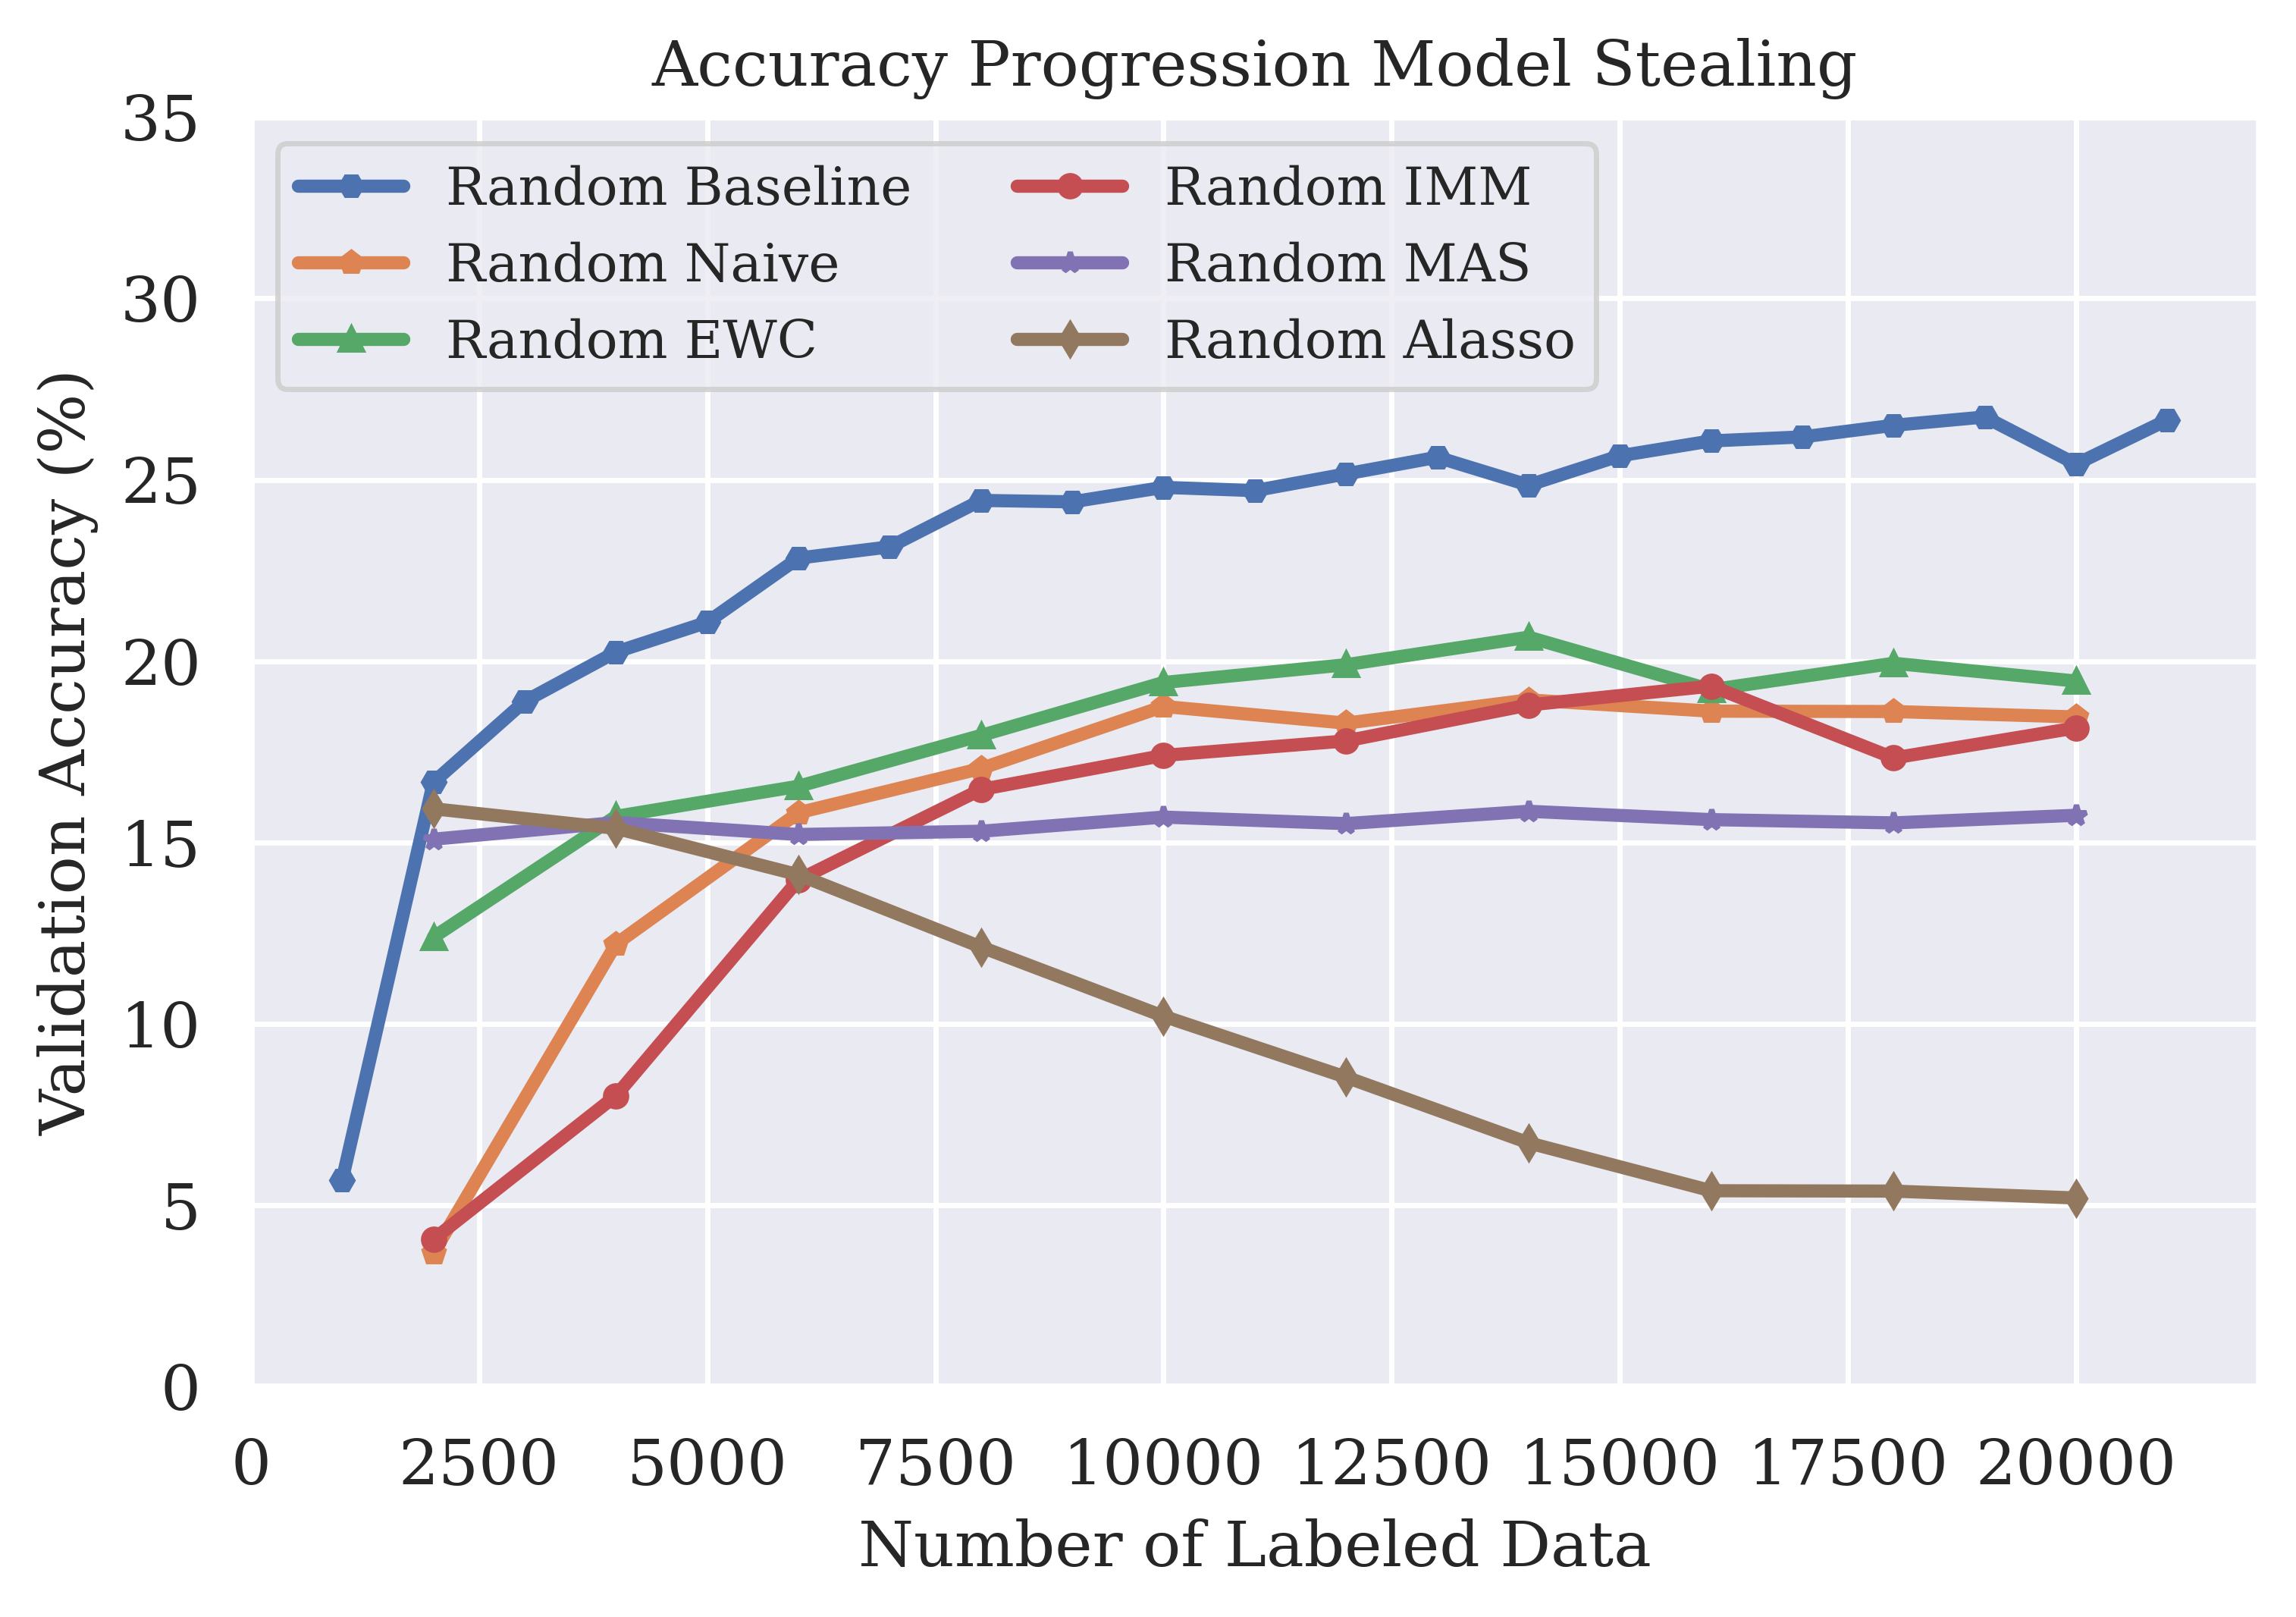 Accuracy Progression Model Stealing
35
30
25
20
15
10
5
0
Validation Accuracy (%)
Random Baseline
Random Naive
Random EWC
Random IMM
Random MAS
Random Alasso
0 2500 5000 7500 10000 12500 15000 17500 20000
Number of Labeled Data